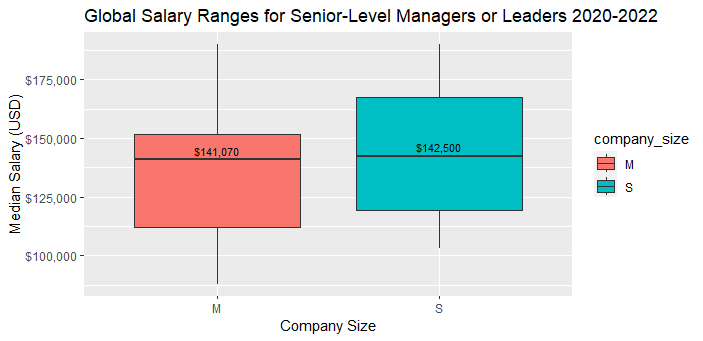 Global Salary Ranges for Senior-Level Managers or Leaders 2020-2022
Median Salary (USD)
$175,000
$150,000
$125,000
$100,000
$141,070
$142,500
M
S
Company Size
company_size
M
S